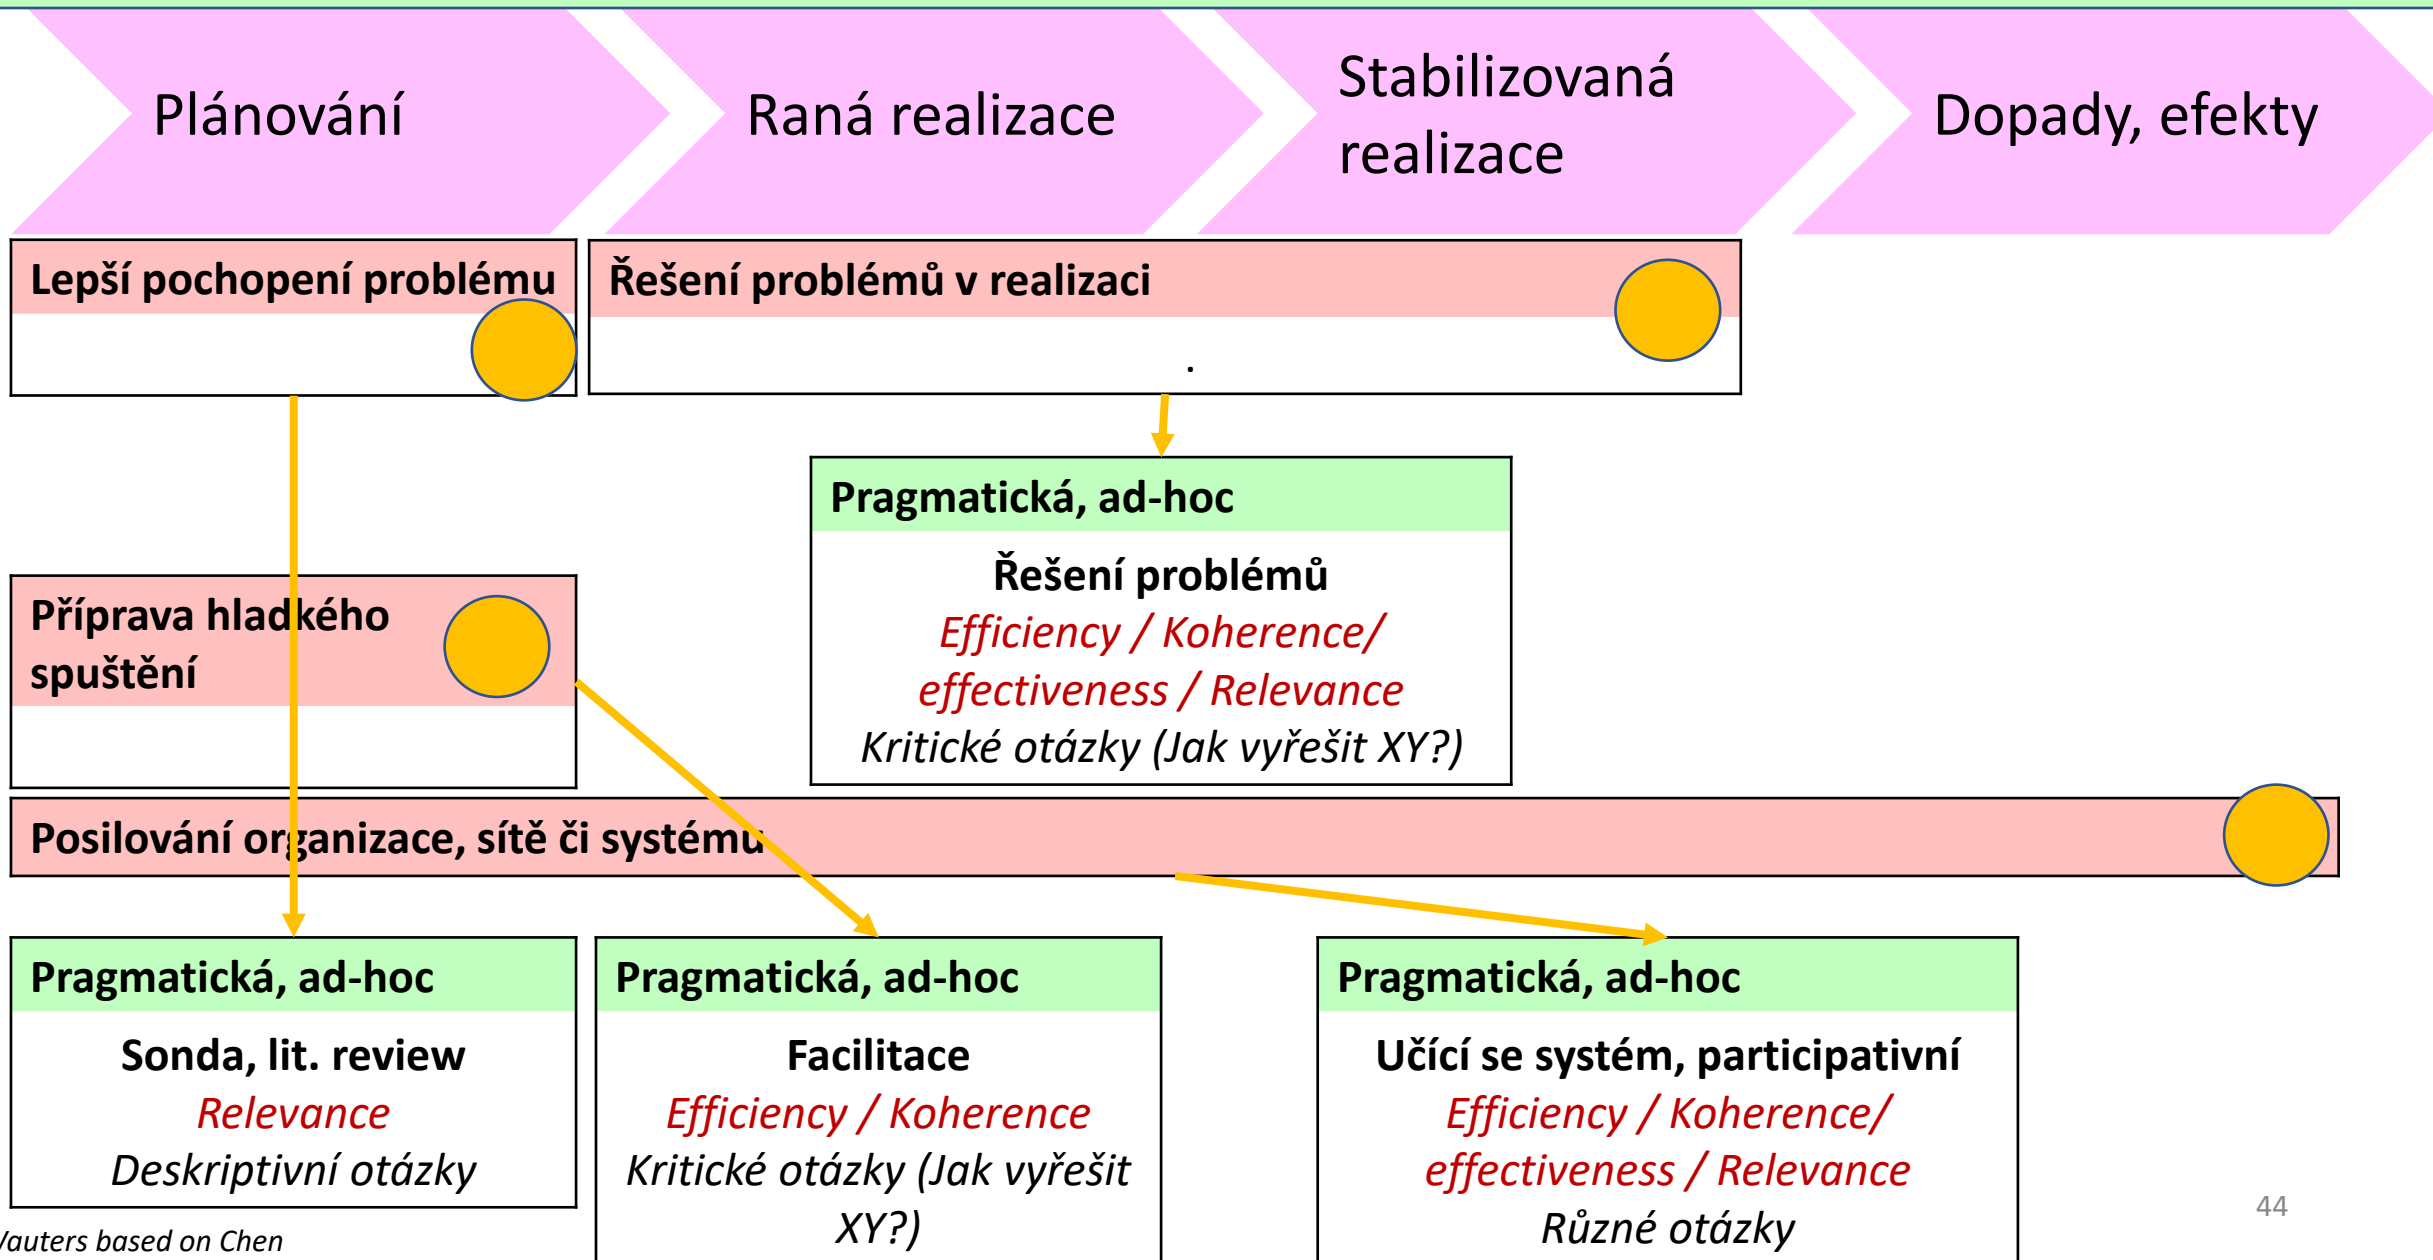 Plánování
Raná realizace
Stabilizovaná
realizace
Dopady, efekty
Lepší pochopení problému
Řešení problémů v realizaci
.
Pragmatická, ad-hoc
Řešení problémů
Efficiency / Koherence/
effectiveness / Relevance
Kritické otázky (Jak vyřešit XY?)
Příprava hladkého
spuštění
Posilování organizace, sítě či systému
Pragmatická, ad-hoc
Sonda, lit. review
Relevance
Deskriptivní otázky
Pragmatická, ad-hoc
Facilitace
Efficiency / Koherence
Kritické otázky (Jak vyřešit
XY?)
Pragmatická, ad-hoc
Učící se systém, participativní
Efficiency / Koherence/
effectiveness / Relevance
Různé otázky
44
based on Chen